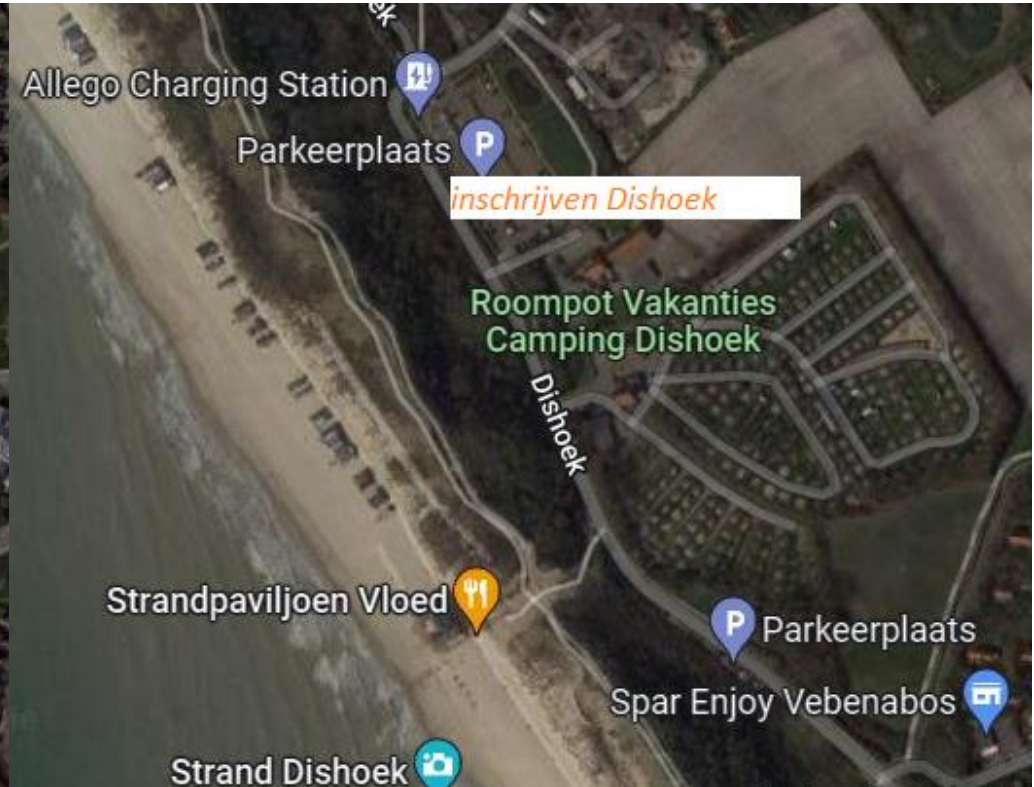 ek
Allego Charging Station
Parkeerplaats
inschrijven Dishoek
Roompot Vakanties
Camping Dishoek
Dishoek
Strandpaviljoen Vloed
Parkeerplaats
Spar Enjoy Vebenabos
Strand Dishoek